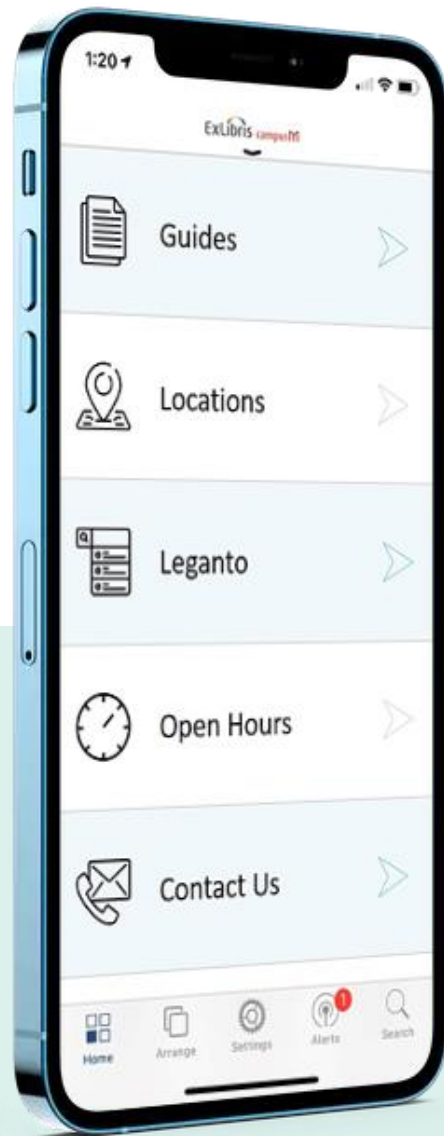 1:20
ExLibris campusM
Guides
Locations
Leganto
Open Hours
Contact Us
1
Home
Arrange
Settings
Alerts
Search